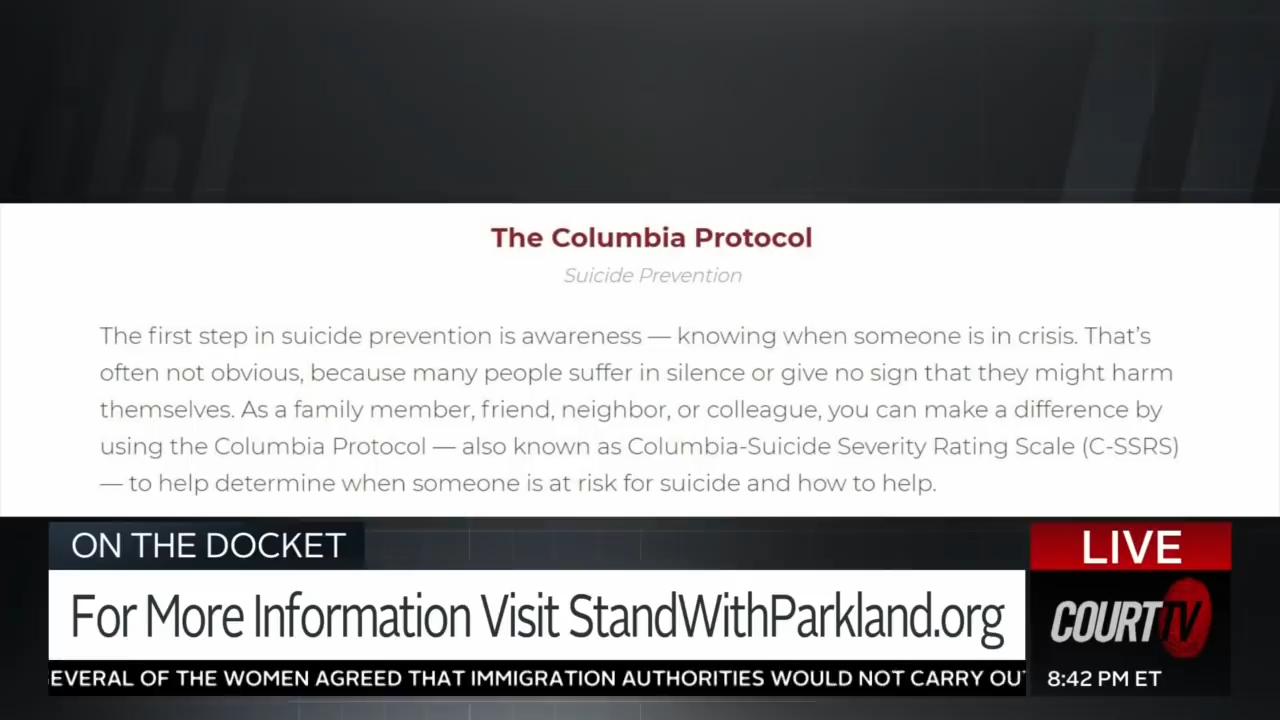 The Columbia Protocol
Suicide Prevention
The first step in suicide prevention is awareness — knowing when someone is in crisis. That's
often not obvious, because many people suffer in silence or give no sign that they might harm
themselves. As a family member, friend, neighbor, or colleague, you can make a difference by
using the Columbia Protocol — also known as Columbia-Suicide Severity Rating Scale (C-SSRS)
— to help determine when someone is at risk for suicide and how to help.
ON THE DOCKET
For More Information Visit StandWithParkland.org
LIVE
COURT TV
EVERAL OF THE WOMEN AGREED THAT IMMIGRATION AUTHORITIES WOULD NOT CARRY OU
8:42 PM ET